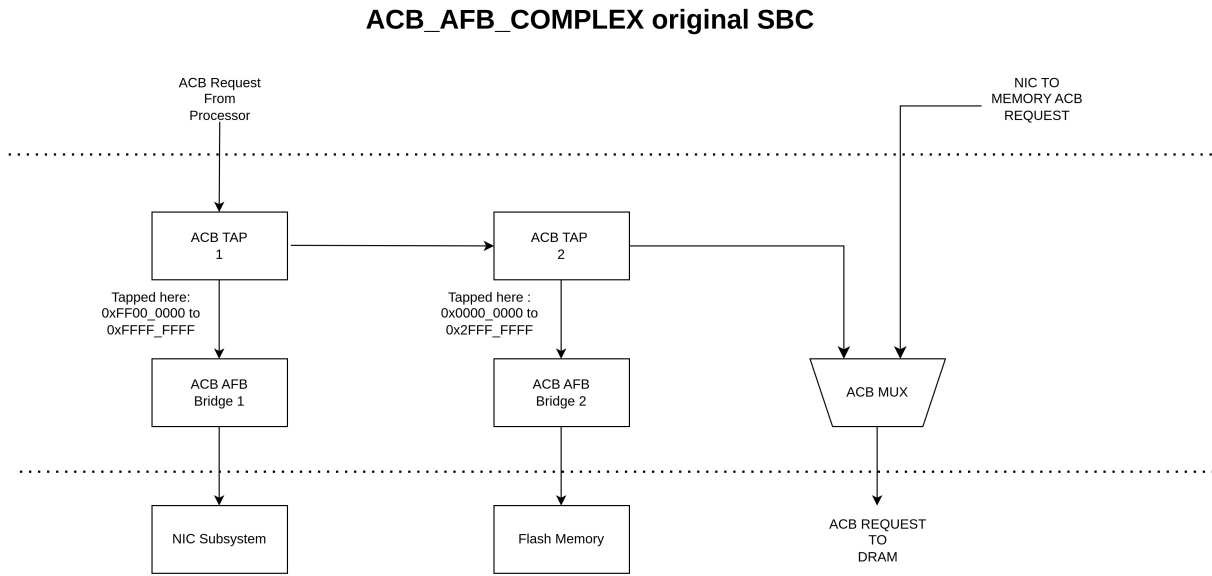 ACB_AFB_COMPLEX original SBC
ACB Request
From
Processor
NIC TO
MEMORY ACB
REQUEST
ACB TAP
1
ACB TAP
2
Tapped here:
0xFF00_0000 to
0xFFFF_FFFF
Tapped here :
0x0000_0000 to
0x2FFF_FFFF
ACB AFB
Bridge 1
ACB AFB
Bridge 2
ACB MUX
NIC Subsystem
Flash Memory
ACB REQUEST
TO
DRAM